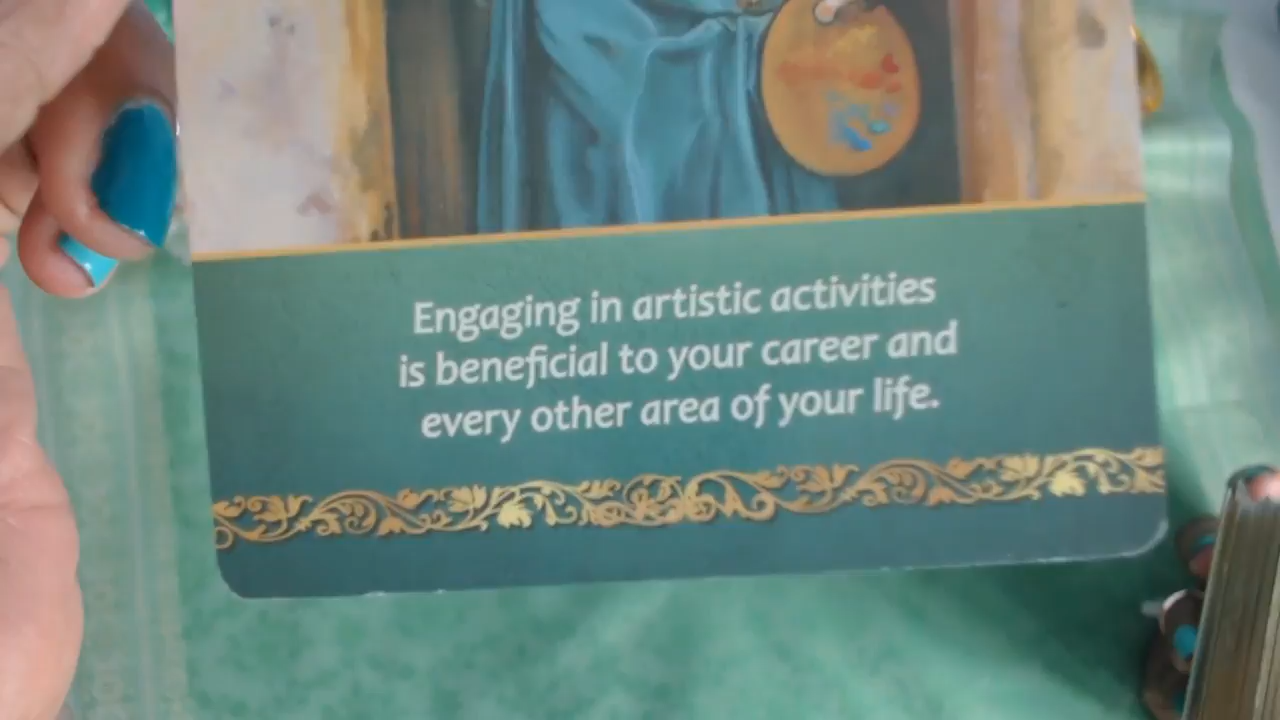 Engaging in artistic activities
is beneficial to your career and
every other area of your life.